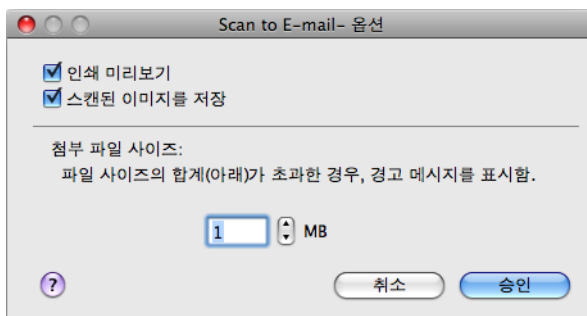 Scan to E-mail- 옵션
인쇄 미리보기
스캔된 이미지를 저장
첨부 파일 사이즈:
파일 사이즈의 합계(아래)가 초과한 경우, 경고 메시지를 표시함.
1 MB
? 취소 승인